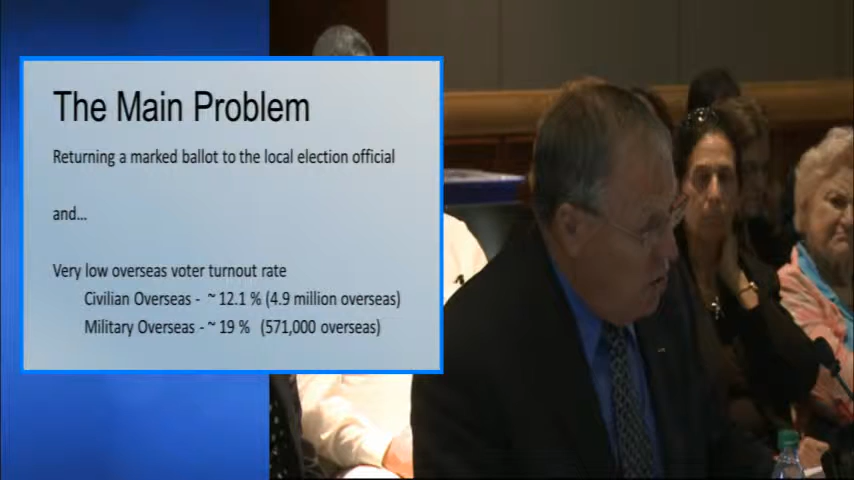 The Main Problem
Returning a marked ballot to the local election official
and...
Very low overseas voter turnout rate
Civilian Overseas - ~ 12.1 % (4.9 million overseas)
Military Overseas - ~ 19 % (571,000 overseas)